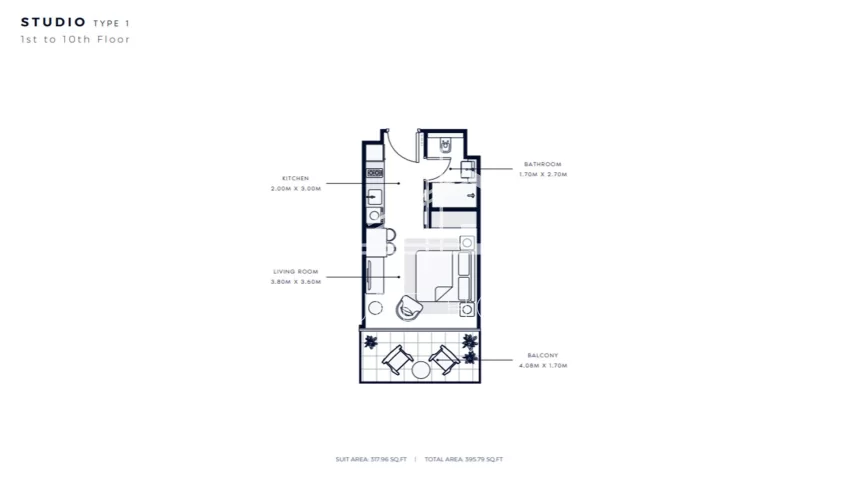 STUDIO TYPE 1
1st to 10th Floor
KITCHEN
2.00M X 3.00M
BATHROOM
1.70M X 2.70M
LIVING ROOM
3.80M X 3.60M
BALCONY
4.08M X 1.70M
SUIT AREA: 317.96 SQ.FT | TOTAL AREA: 395.79 SQ.FT